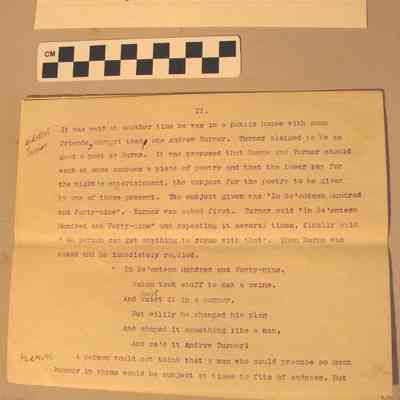 CM
21.
It was said at another time he was in a public house with some
friends, amongst them, one Andrew Turner. Turner claimed to be as
good a poet as Burns. It was proposed that Burns and Turner should
each at once compose a piece of poetry and that the loser pay for
the nights entertainment, the subject for the poetry to be given
by one of those present. The subject given was "In Se'enteen Hundred
and Forty-nine". Turner was asked first. Turner said "In Se'enteen
Hundred and Forty-nine" and repeating it several times, finally said
"Nae person can get anything to rhyme with that". Then Burns was
asked and he immediately replied.
Andrew
Turner
" In Se'enteen Hundred and Forty-nine.
Satan took stuff to mak a swine.
And cuist it in a corner,
But wilily he changed his plan
And shaped it something like a man,
And ca'd it Andrew Turner!
A person would not think that a man who could produce so much
humour in rhyme would be subject at times to fits of sadness. But